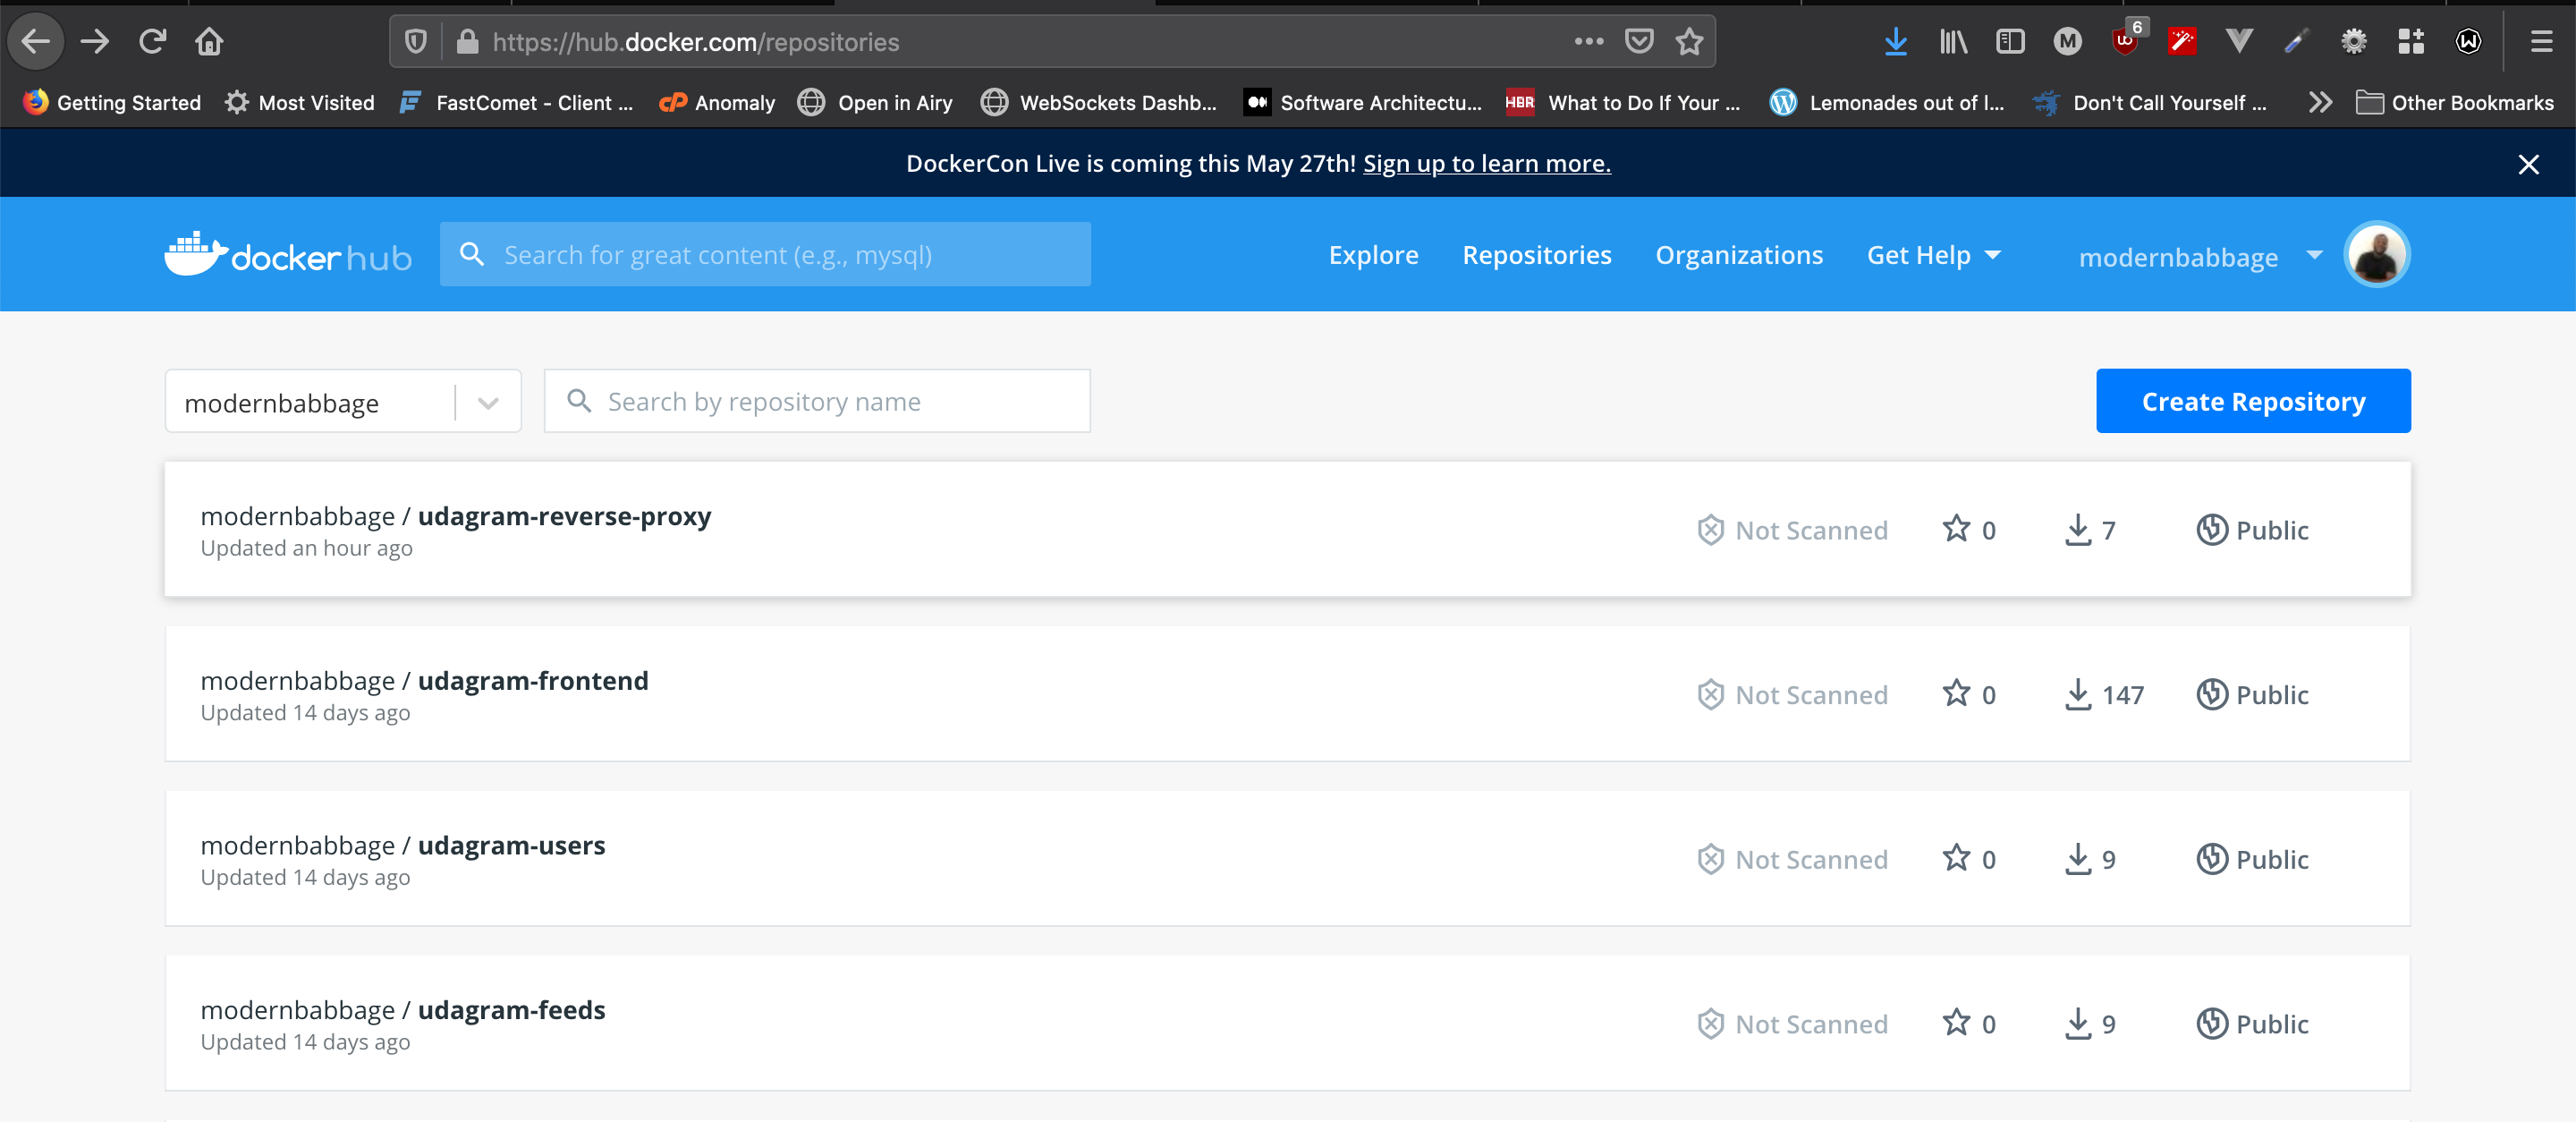 https://hub.docker.com/repositories
6
Getting Started
Most Visited
FastComet - Client ...
Anomaly
Open in Airy
WebSockets Dashb...
Software Architectu...
HBR
What to Do If Your ...
Lemonades out of l...
Don't Call Yourself ...
Other Bookmarks
DockerCon Live is coming this May 27th! Sign up to learn more.
docker hub
Search for great content (e.g., mysql)
Explore
Repositories
Organizations
Get Help
modernbabbage
modernbabbage
Search by repository name
Create Repository
modernbabbage / udagram-reverse-proxy
Not Scanned
0
7
Public
Updated an hour ago
modernbabbage / udagram-frontend
Not Scanned
0
147
Public
Updated 14 days ago
modernbabbage / udagram-users
Not Scanned
0
9
Public
Updated 14 days ago
modernbabbage / udagram-feeds
Not Scanned
0
9
Public
Updated 14 days ago